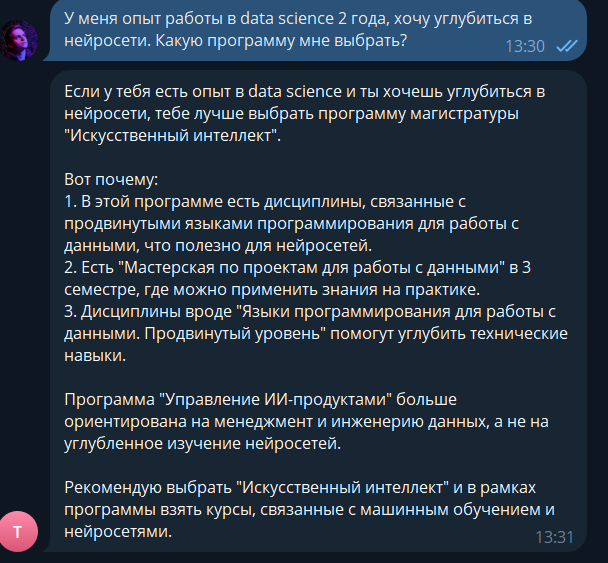 У меня опыт работы в data science 2 года, хочу углубиться в
нейросети. Какую программу мне выбрать?
13:30
Если у тебя есть опыт в data science и ты хочешь углубиться в
нейросети, тебе лучше выбрать программу магистратуры
"Искусственный интеллект".
Вот почему:
1. В этой программе есть дисциплины, связанные с
продвинутыми языками программирования для работы с
данными, что полезно для нейросетей.
2. Есть "Мастерская по проектам для работы с данными" в 3
семестре, где можно применить знания на практике.
3. Дисциплины вроде "Языки программирования для работы с
данными. Продвинутый уровень" помогут углубить технические
навыки.
Программа "Управление ИИ-продуктами" больше
ориентирована на менеджмент и инженерию данных, а не на
углубленное изучение нейросетей.
Рекомендую выбрать "Искусственный интеллект" и в рамках
программы взять курсы, связанные с машинным обучением и
нейросетями.
13:31
T